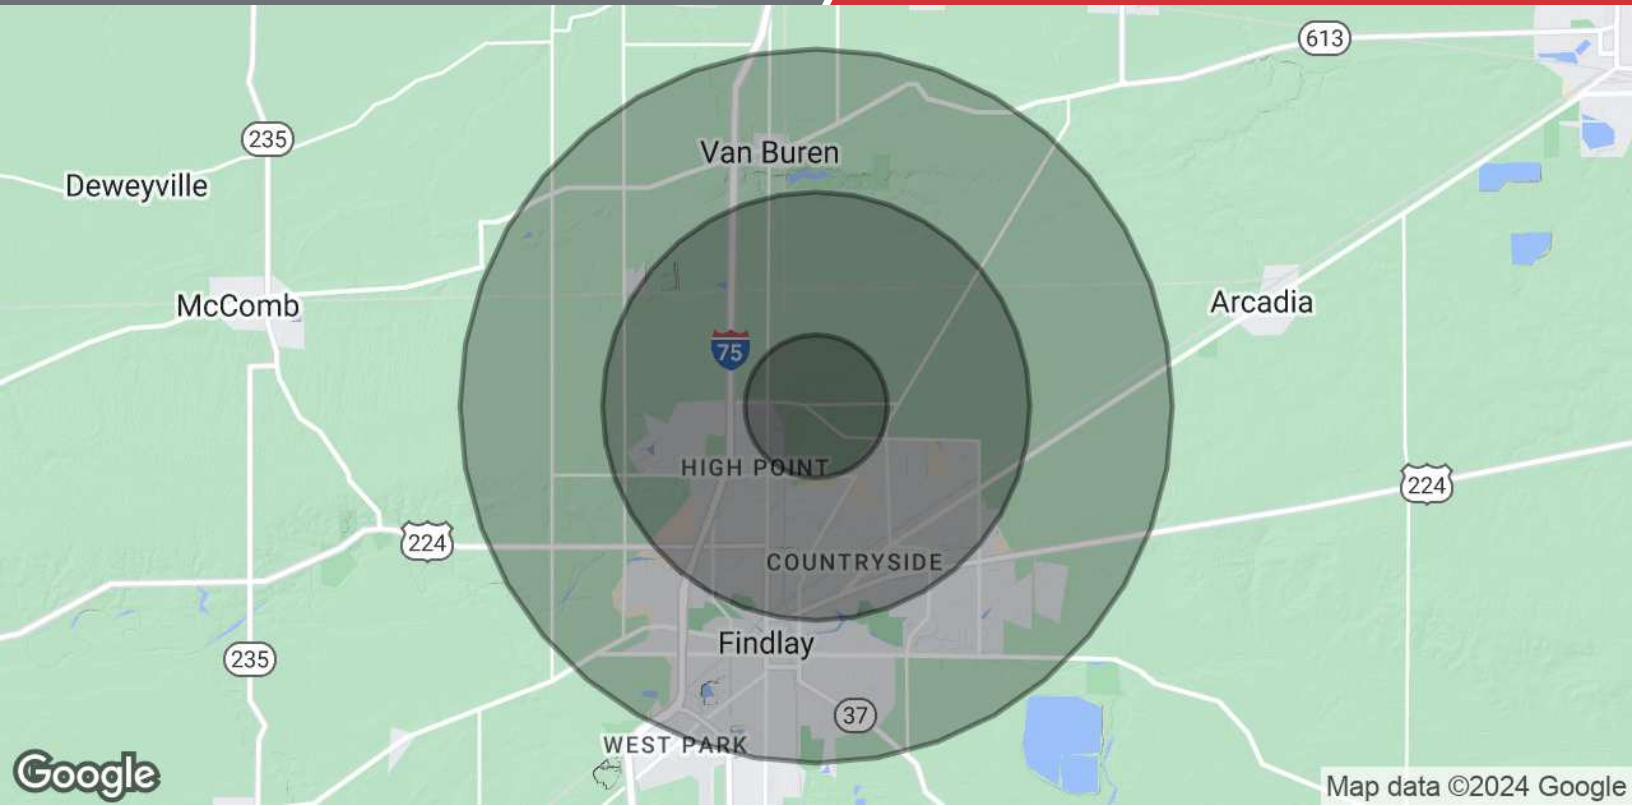 613
235
Van Buren
Deweyville
McComb
Arcadia
75
HIGH POINT
224
224
COUNTRYSIDE
Findlay
235
37
WEST PARK
Google
Map data ©2024 Google